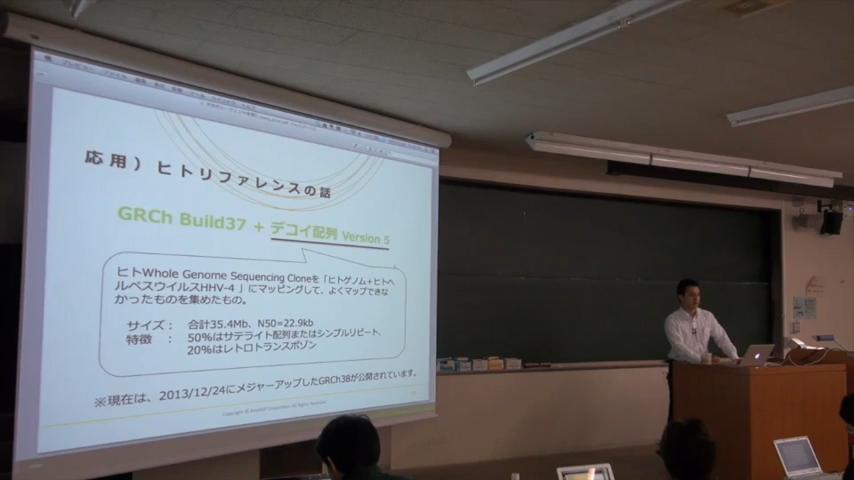 応用）ヒトリファレンスの話
GRCh Build37 + デコイ配列 Version 5
ヒトWhole Genome Sequencing Cloneを「ヒトゲノム＋ヒトヘ
ルペスウイルスHHV-4 」にマッピングして、よくマップできな
かったものを集めたもの。
サイズ： 合計35.4Mb、N50=22.9kb
特徴 ： 50%はサテライト配列またはシンプルリピート、
20%はレトロトランスポゾン
※現在は、2013/12/24にメジャーアップしたGRCh38が公開されています。